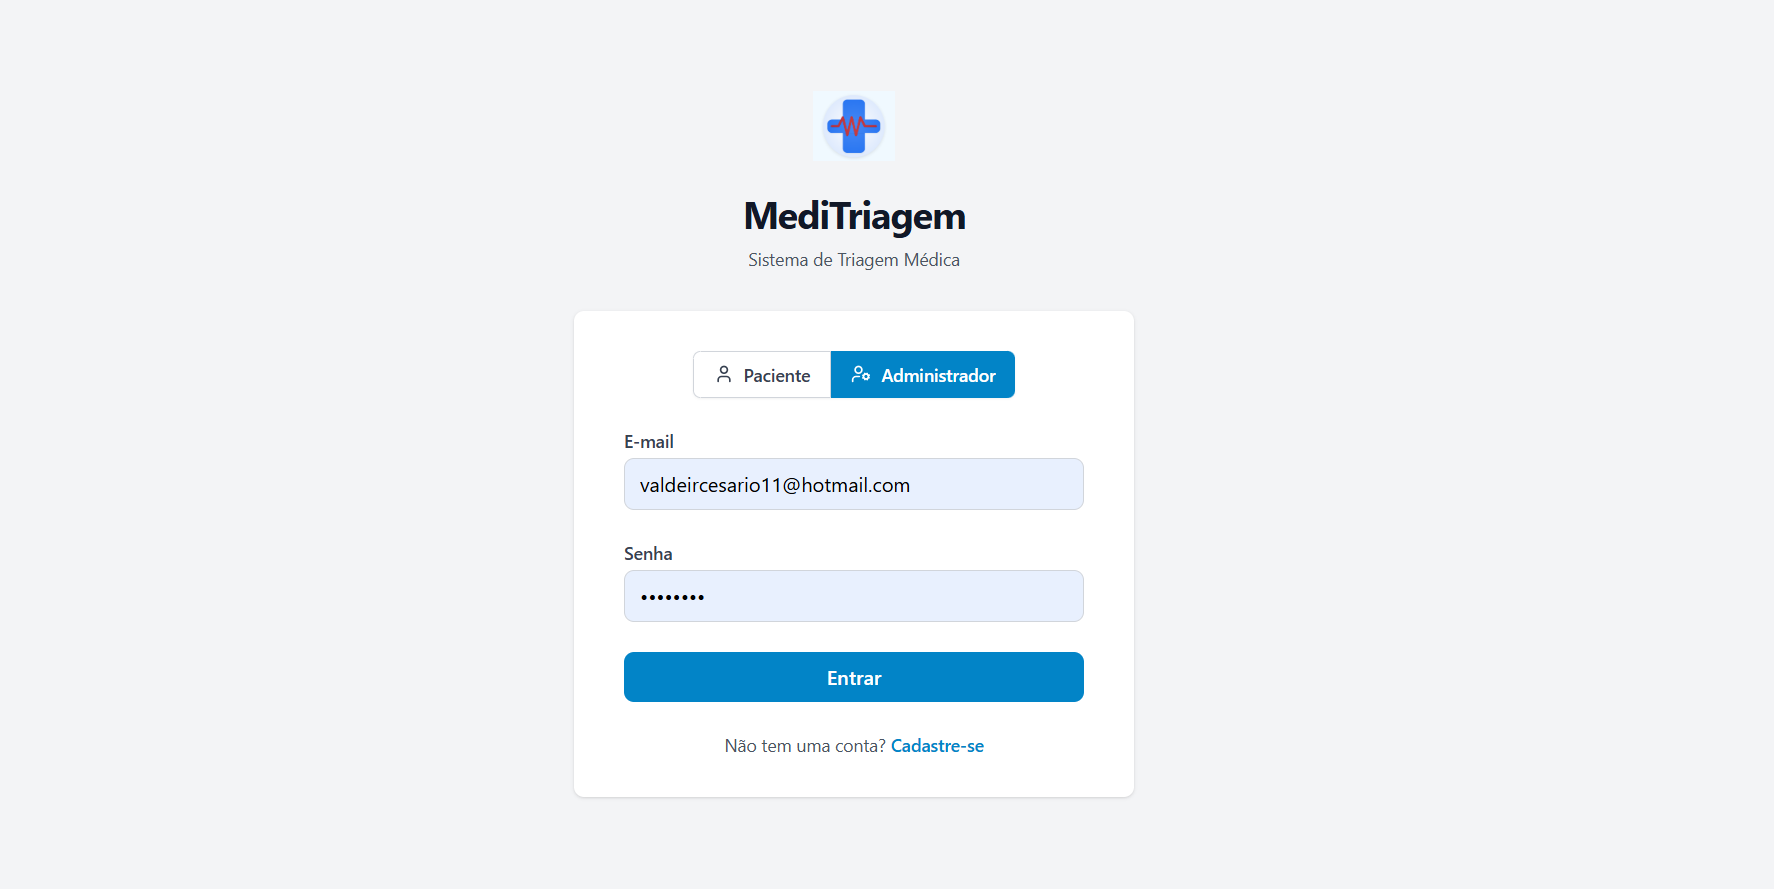 MediTriagem
Sistema de Triagem Médica
Paciente Administrador
E-mail
valdeircesario11@hotmail.com
Senha
••••••••
Entrar
Não tem uma conta? Cadastre-se